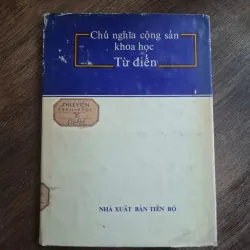 Chủ nghĩa cộng sản
khoa học
Từ điển
NHÀ XUẤT BẢN TIẾN BỘ